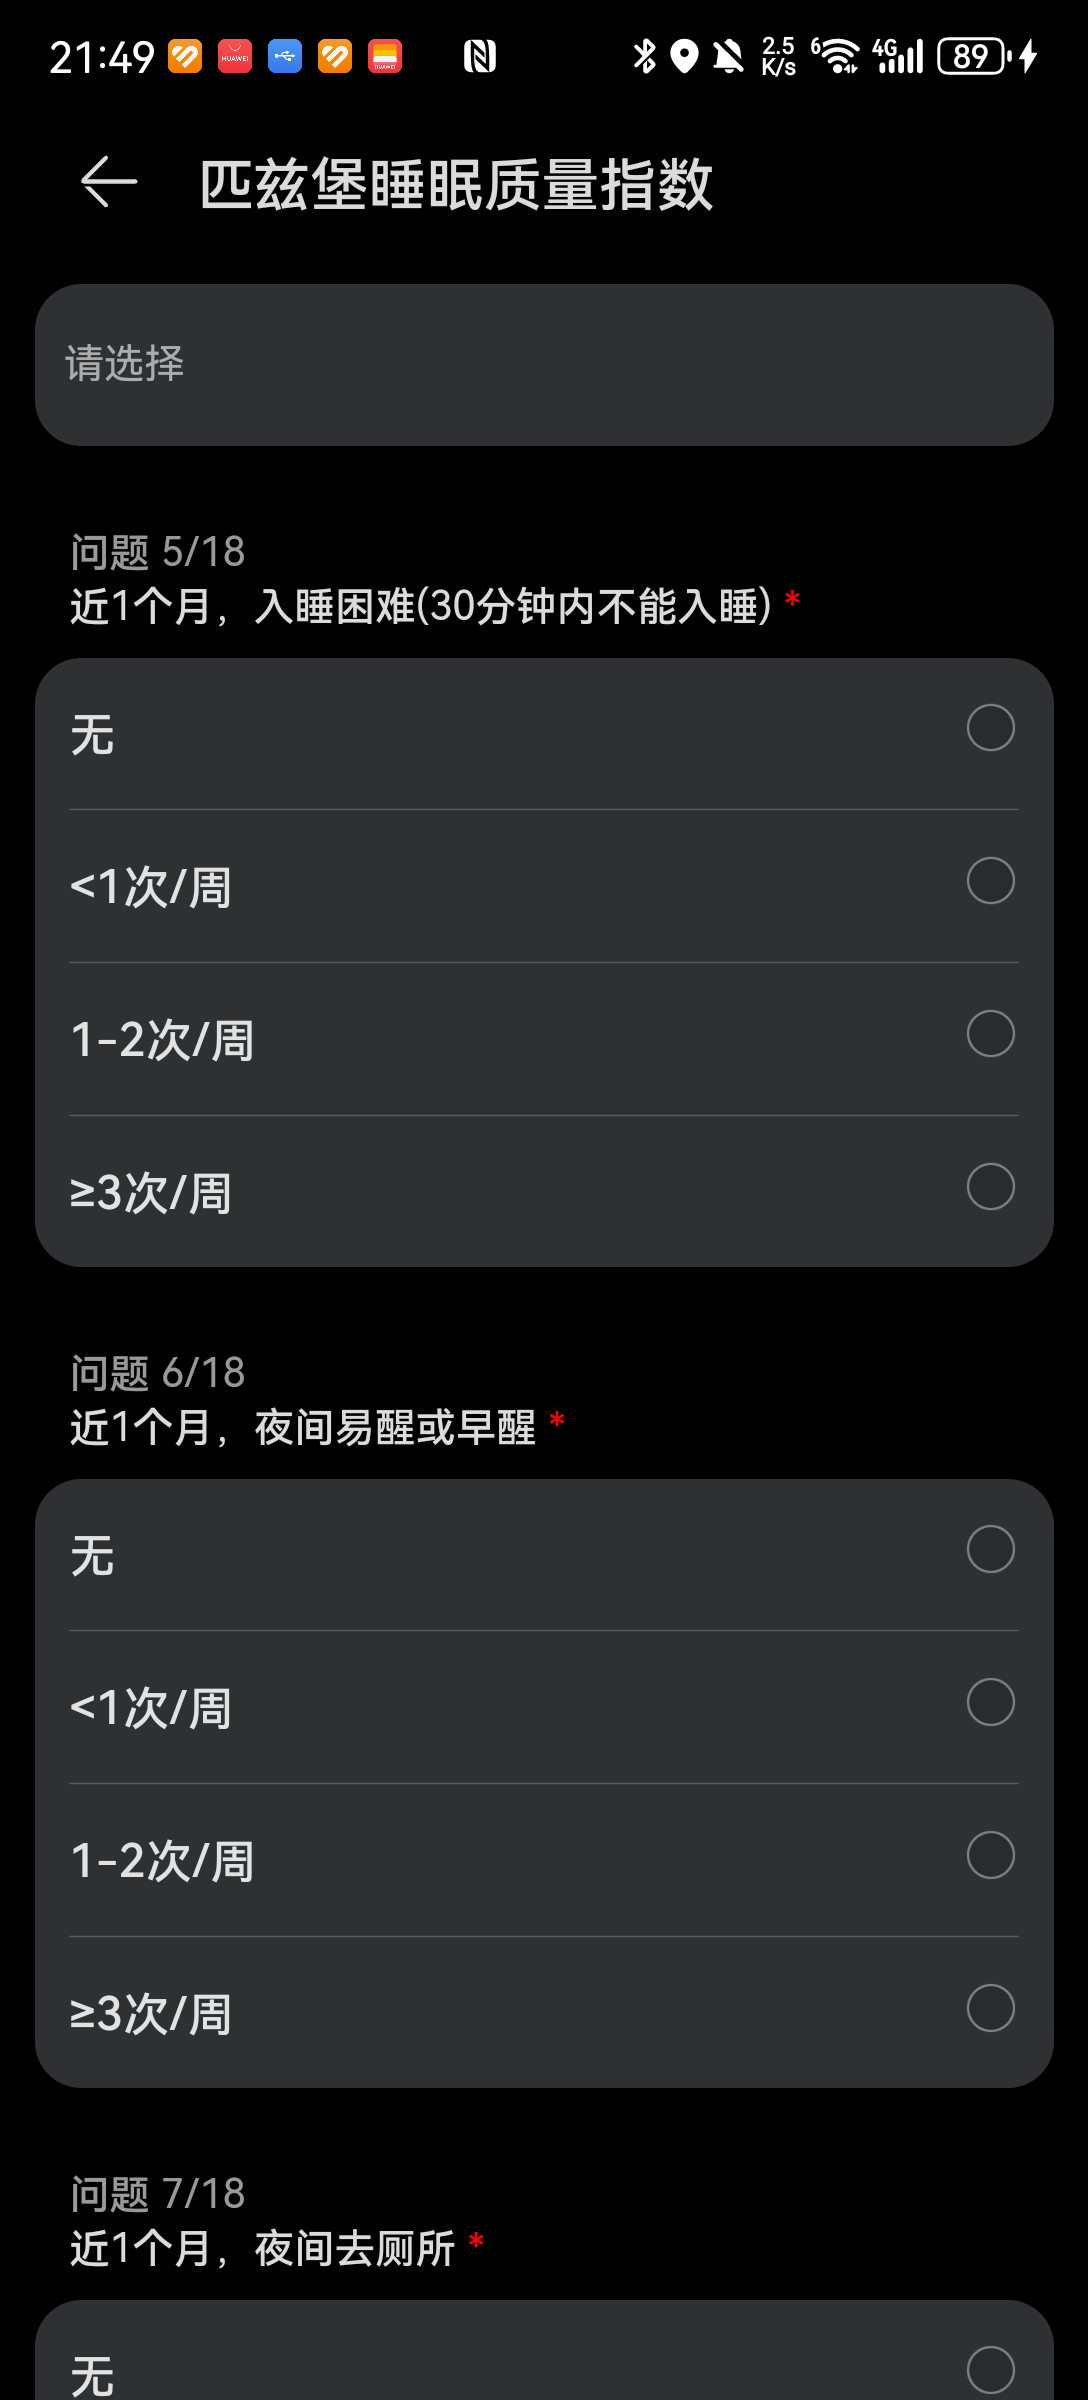 21:49
2.5 K/s
6
4G
89
匹兹堡睡眠质量指数
请选择
问题 5/18
近1个月，入睡困难(30分钟内不能入睡) *
无
<1次/周
1-2次/周
≥3次/周
问题 6/18
近1个月，夜间易醒或早醒 *
无
<1次/周
1-2次/周
≥3次/周
问题 7/18
近1个月，夜间去厕所 *
无